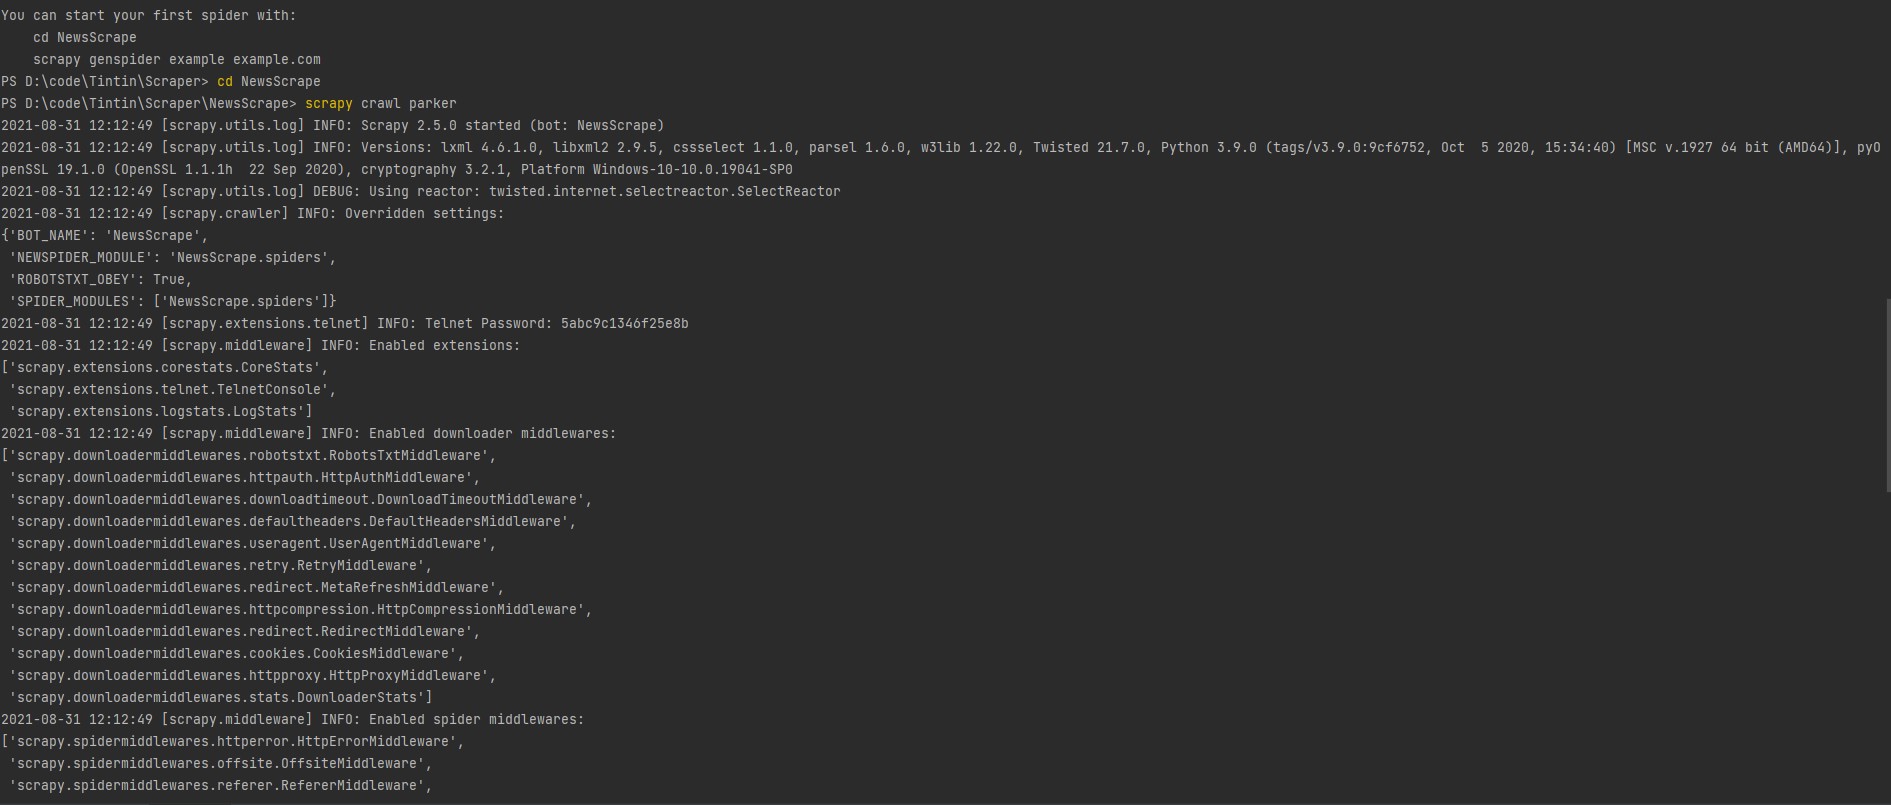 You can start your first spider with:
    cd NewsScrape
    scrapy genspider example example.com
PS D:\code\Tintin\Scraper> cd NewsScrape
PS D:\code\Tintin\Scraper\NewsScrape> scrapy crawl parker
2021-08-31 12:12:49 [scrapy.utils.log] INFO: Scrapy 2.5.0 started (bot: NewsScrape)
2021-08-31 12:12:49 [scrapy.utils.log] INFO: Versions: lxml 4.6.1.0, libxml2 2.9.5, cssselect 1.1.0, parsel 1.6.0, w3lib 1.22.0, Twisted 21.7.0, Python 3.9.0 (tags/v3.9.0:9cf6752, Oct  5 2020, 15:34:40) [MSC v.1927 64 bit (AMD64)], pyO
penSSL 19.1.0 (OpenSSL 1.1.1h  22 Sep 2020), cryptography 3.2.1, Platform Windows-10-10.0.19041-SP0
2021-08-31 12:12:49 [scrapy.utils.log] DEBUG: Using reactor: twisted.internet.selectreactor.SelectReactor
2021-08-31 12:12:49 [scrapy.crawler] INFO: Overridden settings:
{'BOT_NAME': 'NewsScrape',
 'NEWSPIDER_MODULE': 'NewsScrape.spiders',
 'ROBOTSTXT_OBEY': True,
 'SPIDER_MODULES': ['NewsScrape.spiders']}
2021-08-31 12:12:49 [scrapy.extensions.telnet] INFO: Telnet Password: 5abc9c1346f25e8b
2021-08-31 12:12:49 [scrapy.middleware] INFO: Enabled extensions:
['scrapy.extensions.corestats.CoreStats',
 'scrapy.extensions.telnet.TelnetConsole',
 'scrapy.extensions.logstats.LogStats']
2021-08-31 12:12:49 [scrapy.middleware] INFO: Enabled downloader middlewares:
['scrapy.downloadermiddlewares.robotstxt.RobotsTxtMiddleware',
 'scrapy.downloadermiddlewares.httpauth.HttpAuthMiddleware',
 'scrapy.downloadermiddlewares.downloadtimeout.DownloadTimeoutMiddleware',
 'scrapy.downloadermiddlewares.defaultheaders.DefaultHeadersMiddleware',
 'scrapy.downloadermiddlewares.useragent.UserAgentMiddleware',
 'scrapy.downloadermiddlewares.retry.RetryMiddleware',
 'scrapy.downloadermiddlewares.redirect.MetaRefreshMiddleware',
 'scrapy.downloadermiddlewares.httpcompression.HttpCompressionMiddleware',
 'scrapy.downloadermiddlewares.redirect.RedirectMiddleware',
 'scrapy.downloadermiddlewares.cookies.CookiesMiddleware',
 'scrapy.downloadermiddlewares.httpproxy.HttpProxyMiddleware',
 'scrapy.downloadermiddlewares.stats.DownloaderStats']
2021-08-31 12:12:49 [scrapy.middleware] INFO: Enabled spider middlewares:
['scrapy.spidermiddlewares.httperror.HttpErrorMiddleware',
 'scrapy.spidermiddlewares.offsite.OffsiteMiddleware',
 'scrapy.spidermiddlewares.referer.RefererMiddleware',